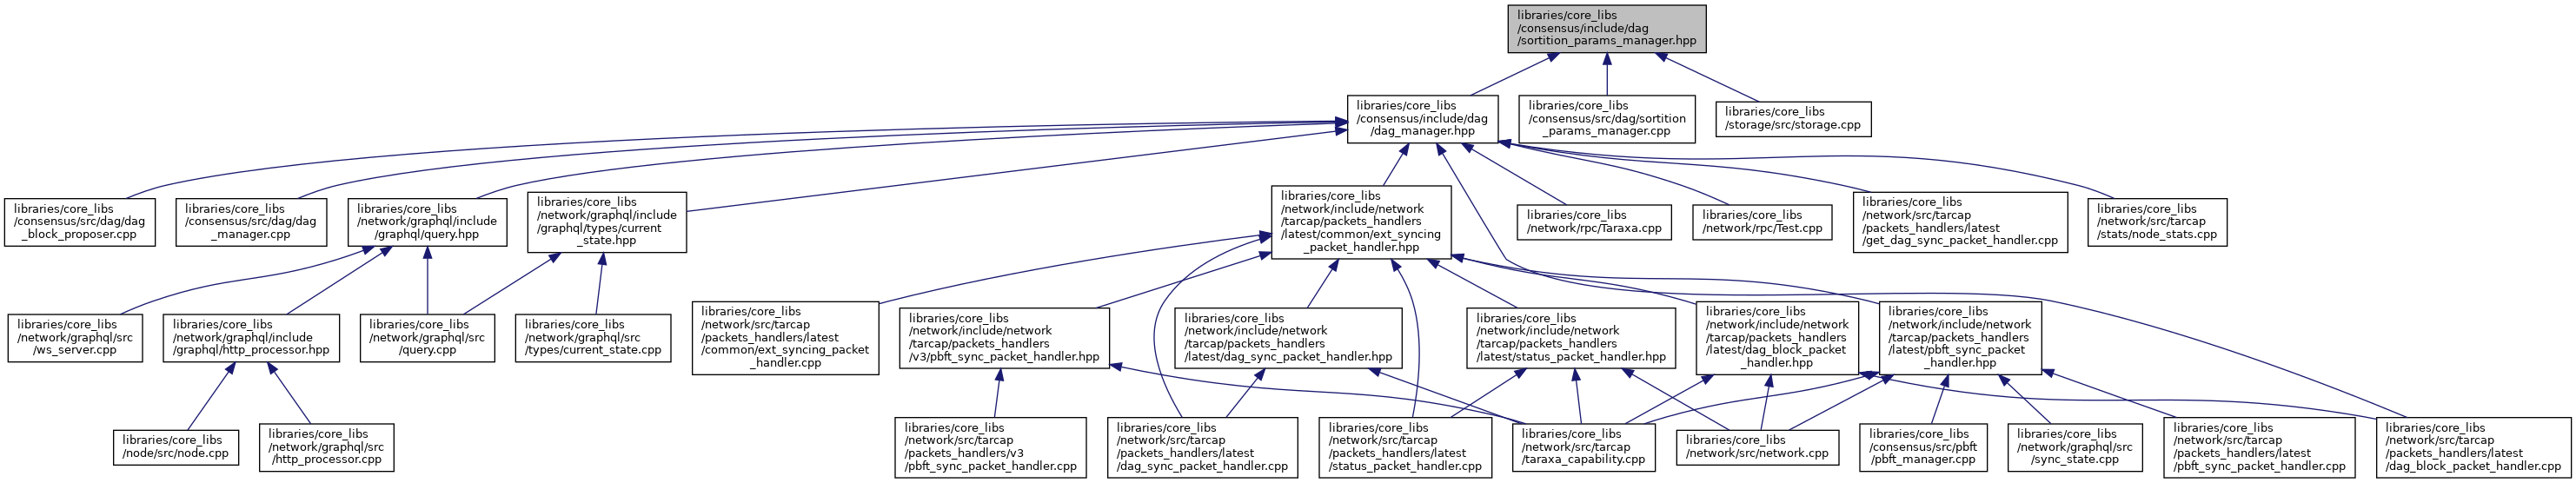 libraries/core_libs
/consensus/include/dag
/sortition_params_manager.hpp
libraries/core_libs
/consensus/include/dag
/dag_manager.hpp
libraries/core_libs
/consensus/src/dag/sortition
_params_manager.cpp
libraries/core_libs
/storage/src/storage.cpp
libraries/core_libs
/consensus/src/dag/dag
_block_proposer.cpp
libraries/core_libs
/consensus/src/dag/dag
_manager.cpp
libraries/core_libs
/network/graphql/include
/graphql/query.hpp
libraries/core_libs
/network/graphql/include
/graphql/types/current
_state.hpp
libraries/core_libs
/network/include/network
/tarcap/packets_handlers
/latest/common/ext_syncing
_packet_handler.hpp
libraries/core_libs
/network/rpc/Taraxa.cpp
libraries/core_libs
/network/rpc/Test.cpp
libraries/core_libs
/network/src/tarcap
/packets_handlers/latest
/get_dag_sync_packet_handler.cpp
libraries/core_libs
/network/src/tarcap
/stats/node_stats.cpp
libraries/core_libs
/network/graphql/src
/ws_server.cpp
libraries/core_libs
/network/graphql/include
/graphql/http_processor.hpp
libraries/core_libs
/network/graphql/src
/query.cpp
libraries/core_libs
/network/graphql/src
/types/current_state.cpp
libraries/core_libs
/network/src/tarcap
/packets_handlers/latest
/common/ext_syncing_packet
_handler.cpp
libraries/core_libs
/network/include/network
/tarcap/packets_handlers
/v3/pbft_sync_packet_handler.hpp
libraries/core_libs
/network/include/network
/tarcap/packets_handlers
/latest/dag_sync_packet_handler.hpp
libraries/core_libs
/network/include/network
/tarcap/packets_handlers
/latest/status_packet_handler.hpp
libraries/core_libs
/network/include/network
/tarcap/packets_handlers
/latest/dag_block_packet
_handler.hpp
libraries/core_libs
/network/include/network
/tarcap/packets_handlers
/latest/pbft_sync_packet
_handler.hpp
libraries/core_libs
/node/src/node.cpp
libraries/core_libs
/network/graphql/src
/http_processor.cpp
libraries/core_libs
/network/src/tarcap
/packets_handlers/v3
/pbft_sync_packet_handler.cpp
libraries/core_libs
/network/src/tarcap
/packets_handlers/latest
/dag_sync_packet_handler.cpp
libraries/core_libs
/network/src/tarcap
/packets_handlers/latest
/status_packet_handler.cpp
libraries/core_libs
/network/src/tarcap
/taraxa_capability.cpp
libraries/core_libs
/network/src/network.cpp
libraries/core_libs
/consensus/src/pbft
/pbft_manager.cpp
libraries/core_libs
/network/graphql/src
/sync_state.cpp
libraries/core_libs
/network/src/tarcap
/packets_handlers/latest
/pbft_sync_packet_handler.cpp
libraries/core_libs
/network/src/tarcap
/packets_handlers/latest
/dag_block_packet_handler.cpp